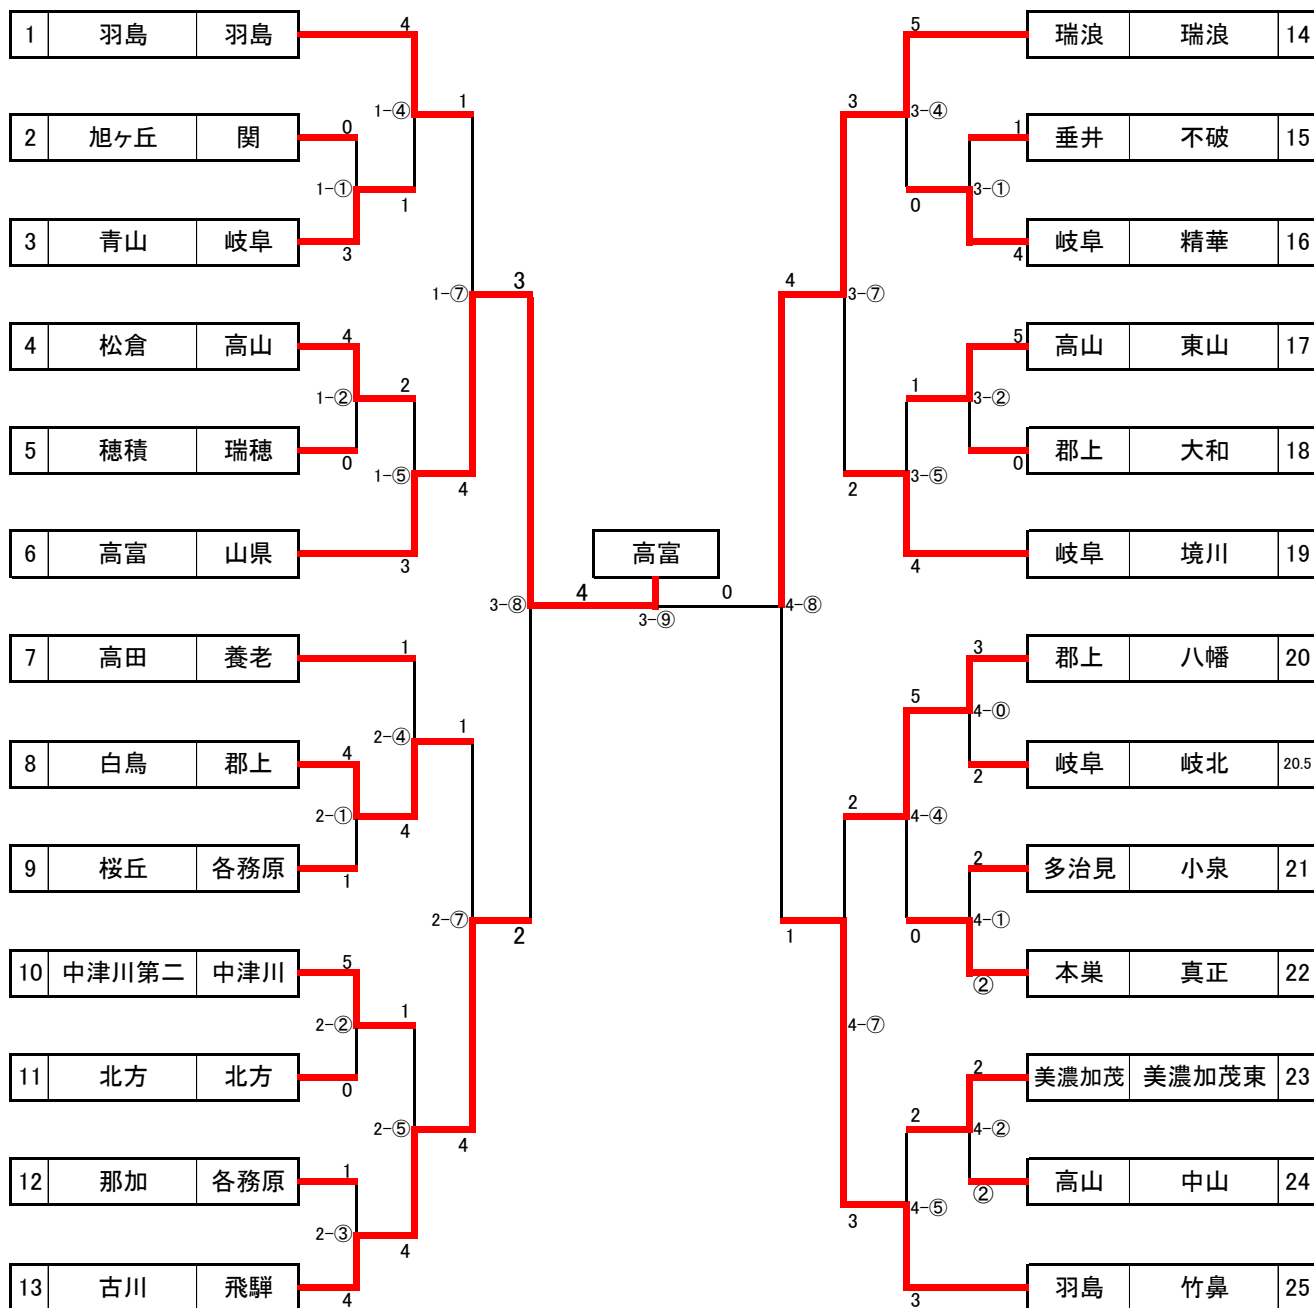 4
5
1 羽島 羽島
瑞浪 瑞浪 14
1-④
1
3
3-④
2 旭ヶ丘 関
0
1
垂井 不破 15
1-①
1
0
3-①
3 青山 岐阜
3
4
岐阜 精華 16
1-⑦
3
4
3-⑦
4 松倉 高山
4
5
高山 東山 17
1-②
2
1
3-②
5 穂積 瑞穂
0
0
郡上 大和 18
1-⑤
4
2
3-⑤
6 高富 山県
3
高富
4
岐阜 境川 19
3-⑧
4
3-⑨
0
4-⑧
7 高田 養老
1
3
郡上 八幡 20
2-④
1
5
4-⓪
8 白鳥 郡上
4
2
岐阜 岐北 20.5
2-①
4
2
4-④
9 桜丘 各務原
1
2
多治見 小泉 21
2-⑦
2
1
0
4-①
10 中津川第二 中津川
5
②
本巣 真正 22
2-②
1
4-⑦
11 北方 北方
0
2
美濃加茂 美濃加茂東 23
2-⑤
4
2
4-②
12 那加 各務原
1
②
高山 中山 24
2-③
4
3
4-⑤
13 古川 飛騨
4
3
羽島 竹鼻 25